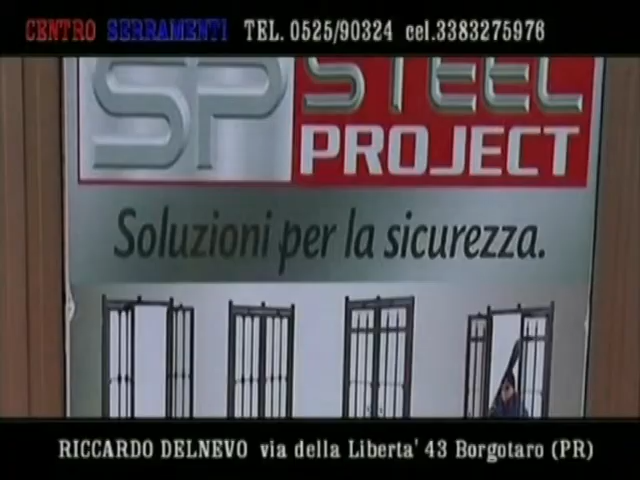 CENTRO SERRAMENTI TEL. 0525/90324 cel.3383275976
SP STEEL
PROJECT
Soluzioni per la sicurezza.
RICCARDO DELNEVO via della Liberta' 43 Borgotaro (PR)